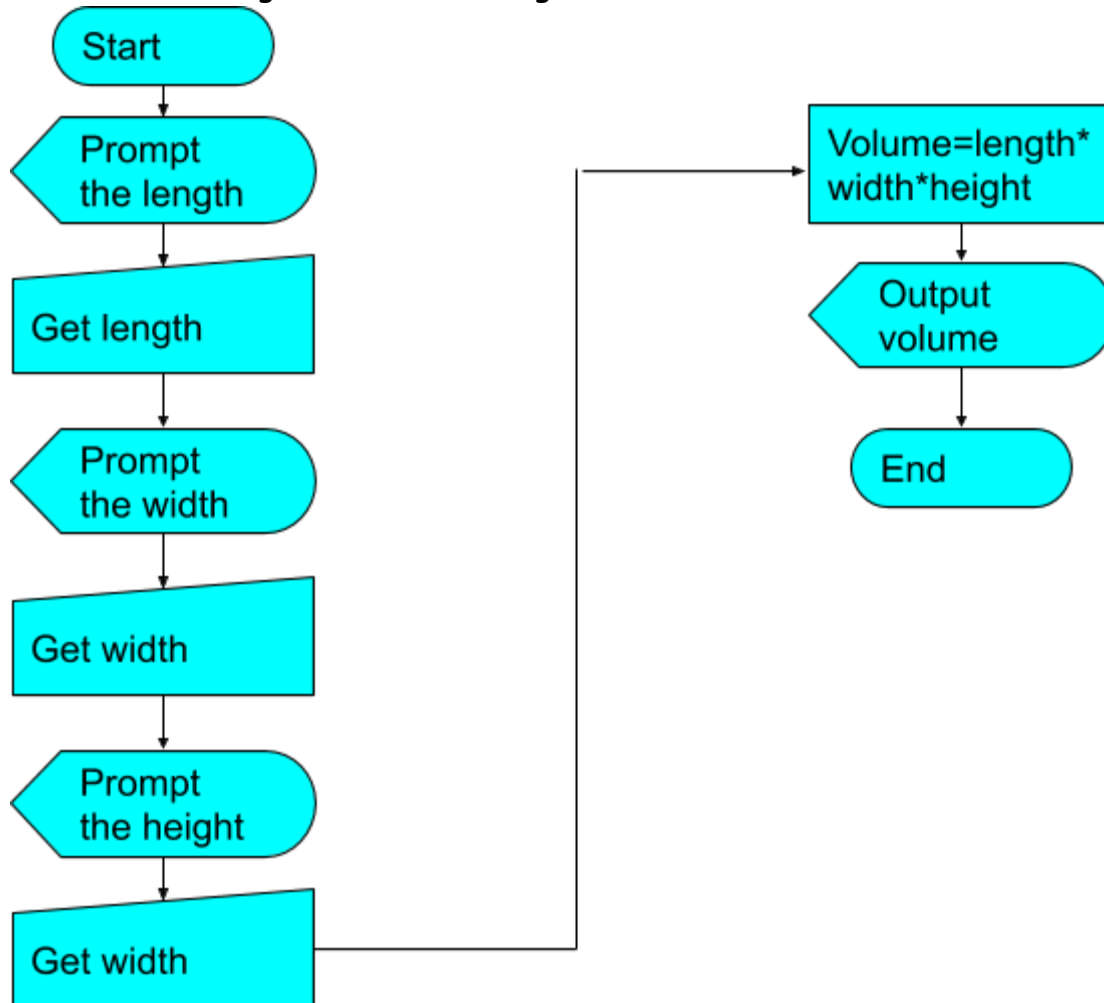 Start
Prompt
the length
Get length
Prompt
the width
Get width
Prompt
the height
Get width
Volume=length*
width*height
Output
volume
End